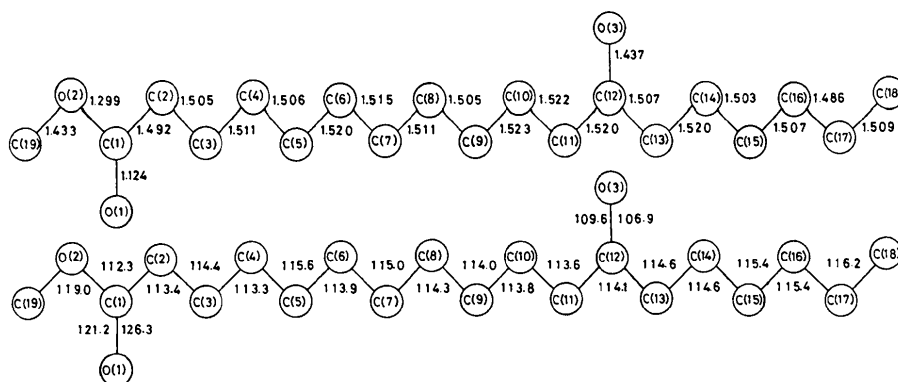 O(3)
1.437
O(2) 1.299 C(2) 1.505 C(4) 1.506 C(6) 1.515 C(8) 1.505 C(10) 1.522 C(12) 1.507 C(14) 1.503 C(16) 1.486 C(18)
C(19) 1.433 C(1) 1.492 C(3) 1.511 C(5) 1.520 C(7) 1.511 C(9) 1.523 C(11) 1.520 C(13) 1.520 C(15) 1.507 C(17) 1.509
1.124
O(1)
O(3)
109.6 106.9
O(2) 112.3 C(2) 114.4 C(4) 115.6 C(6) 115.0 C(8) 114.0 C(10) 113.6 C(12) 114.6 C(14) 115.4 C(16) 116.2 C(18)
C(19) 119.0 C(1) 113.4 C(3) 113.3 C(5) 113.9 C(7) 114.3 C(9) 113.8 C(11) 114.1 C(13) 114.6 C(15) 115.4 C(17)
121.2 126.3
O(1)